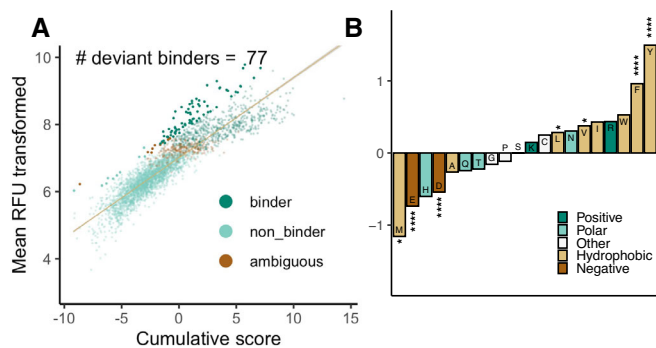 A
# deviant binders = 77
Mean RFU transformed
10
8
6
4
binder
non_binder
ambiguous
-10
-5
0
5
10
15
Cumulative score
B
1
0
−1
M
E
H
D
A
Q
T
G
P
S
K
C
L
N
V
I
R
W
F
Y
*
****
****
*
*
****
****
Positive
Polar
Other
Hydrophobic
Negative